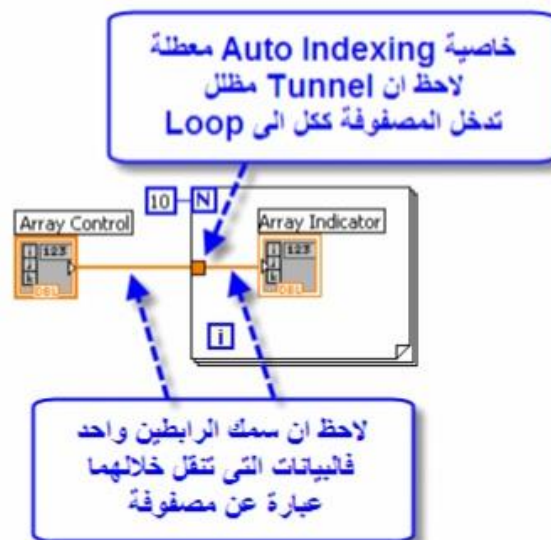 خاصية Auto Indexing معطلة
لاحظ ان Tunnel مظلل
تدخل المصفوفة ككل الى Loop
10 N
Array Control
Array Indicator
123
DBL
123
DBL
i
لاحظ ان سمك الرابطين واحد
فالبيانات التى تنقل خلالهما
عبارة عن مصفوفة